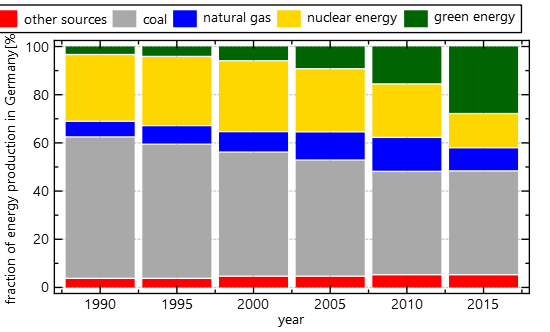 other sources coal natural gas nuclear energy green energy
fraction of energy production in Germany[%
100
80
60
40
20
0
1990 1995 2000 2005 2010 2015
year